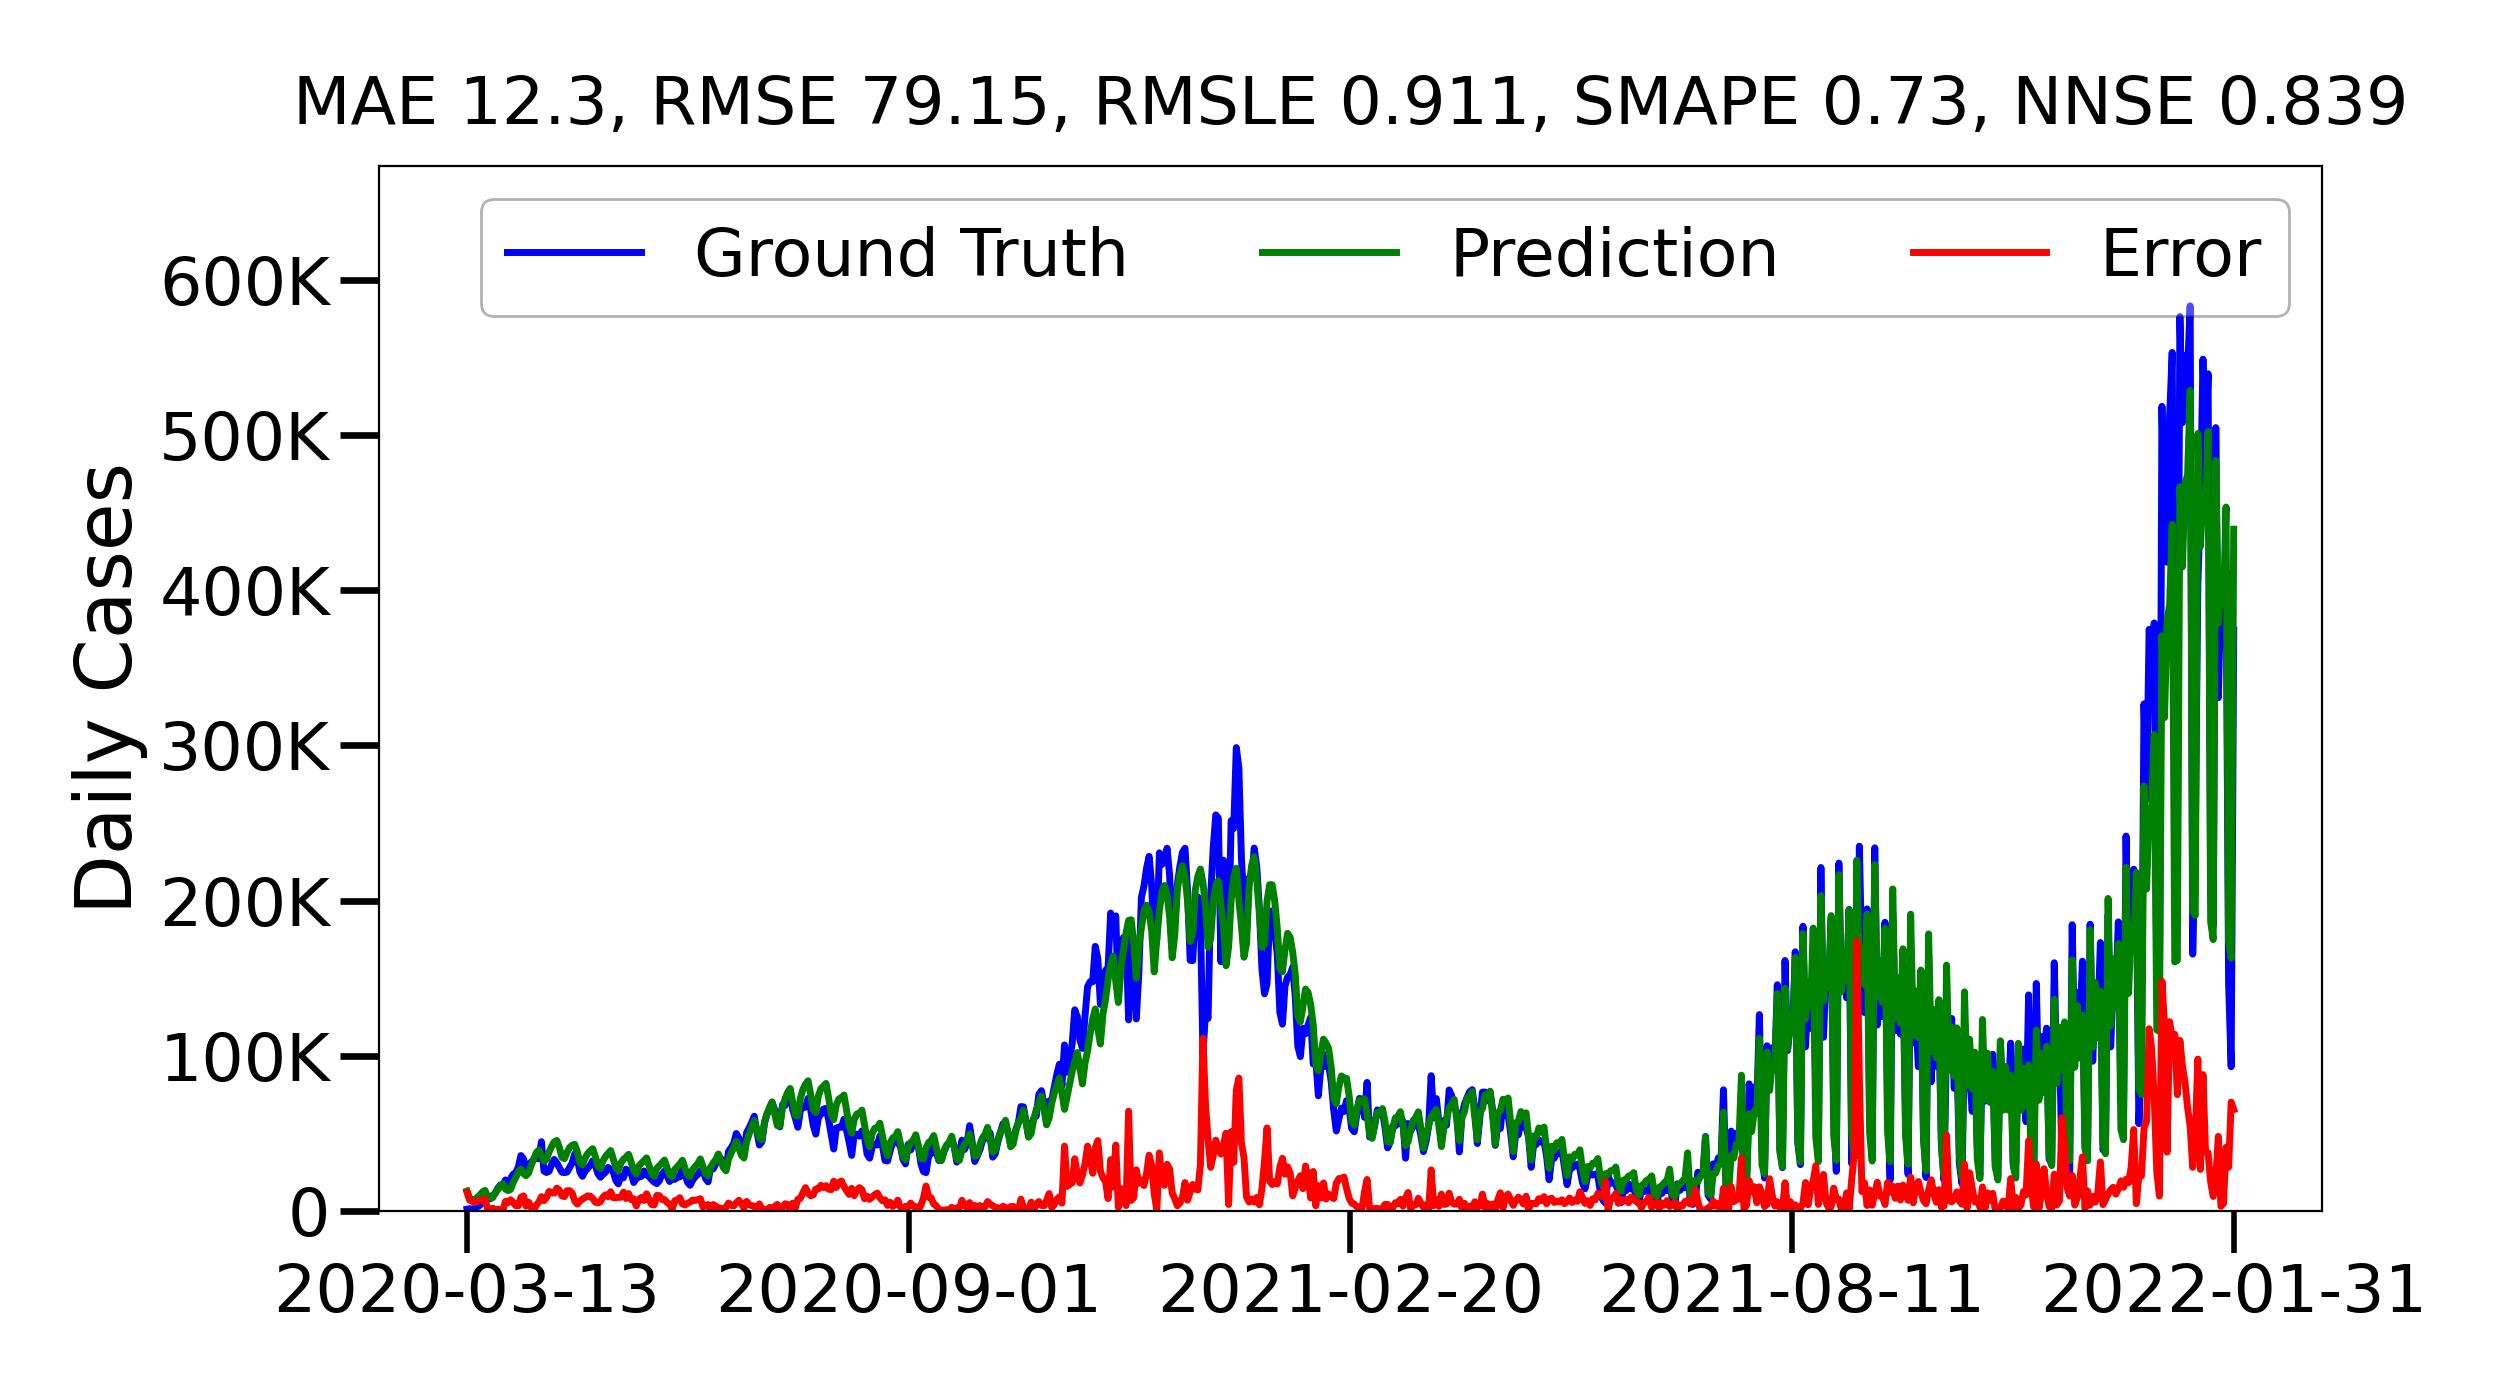 MAE 12.3, RMSE 79.15, RMSLE 0.911, SMAPE 0.73, NNSE 0.839
Ground Truth Prediction Error
Daily Cases
600K
500K
400K
300K
200K
100K
0
2020-03-13 2020-09-01 2021-02-20 2021-08-11 2022-01-31